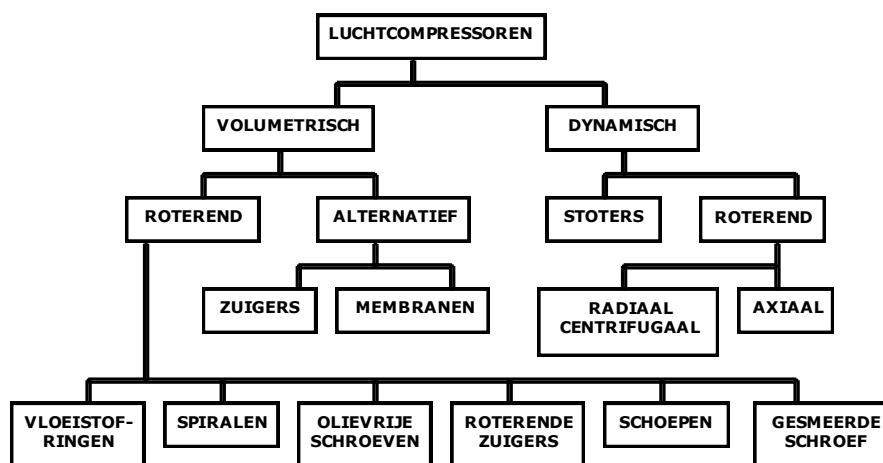 LUCHTCOMPRESSOREN
VOLUMETRISCH
DYNAMISCH
ROTEREND
ALTERNATIEF
STOTERS
ROTEREND
ZUIGERS
MEMBRANEN
RADIAAL
CENTRIFUGAAL
AXIAAL
VLOEISTOF-
RINGEN
SPIRALEN
OLIEVRIJE
SCHROEVEN
ROTERENDE
ZUIGERS
SCHOEPEN
GESMEERDE
SCHROEF